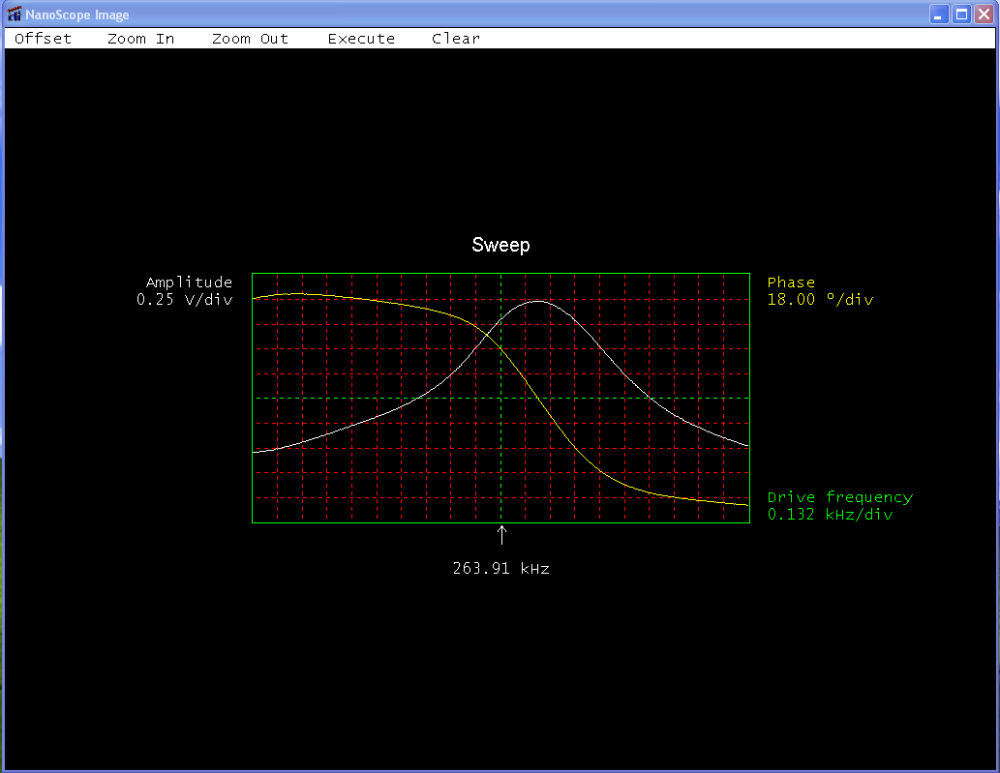 NanoScope Image
Offset Zoom In Zoom Out Execute Clear
Sweep
Amplitude
0.25 V/div
Phase
18.00 º/div
Drive frequency
0.132 kHz/div
263.91 kHz